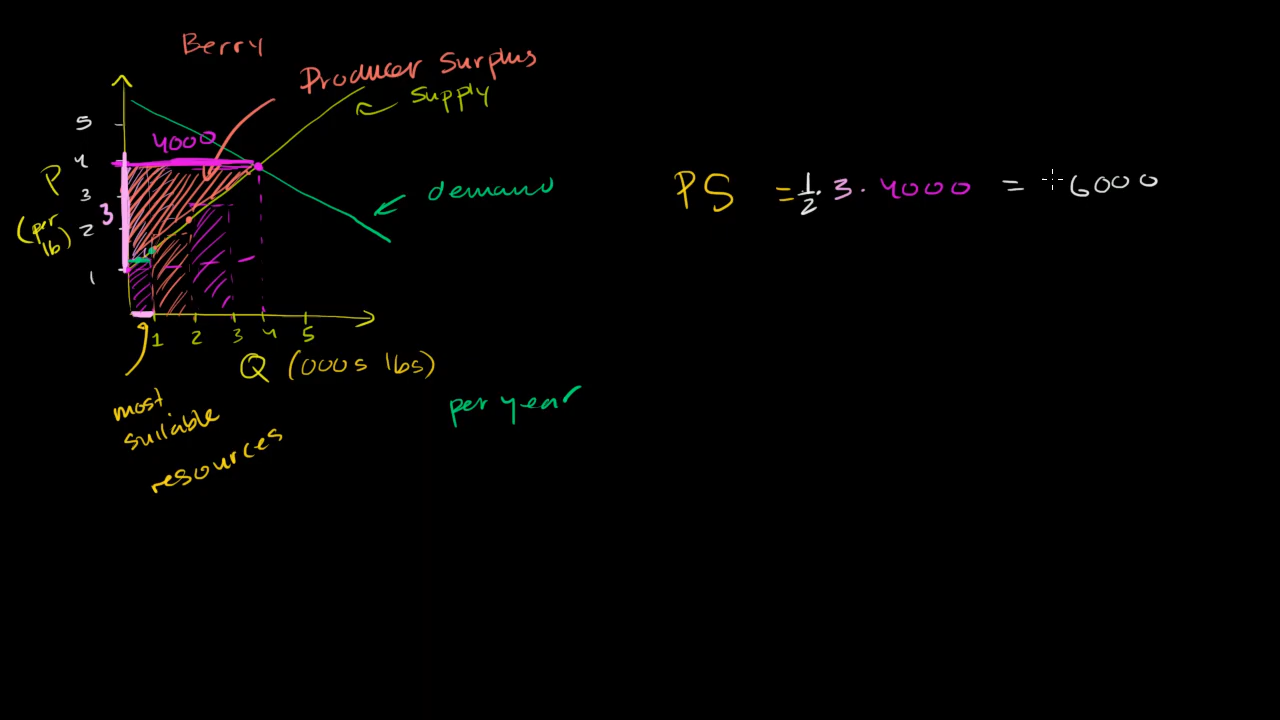 Berry
Producer Surplus
Supply
5
4000
4
P
3
demand
PS = 1/2 · 3 · 4000 = 6000
3
(per lb)
2
1
1 2 3 4 5
Q (000s lbs)
per year
most
suitable
resources